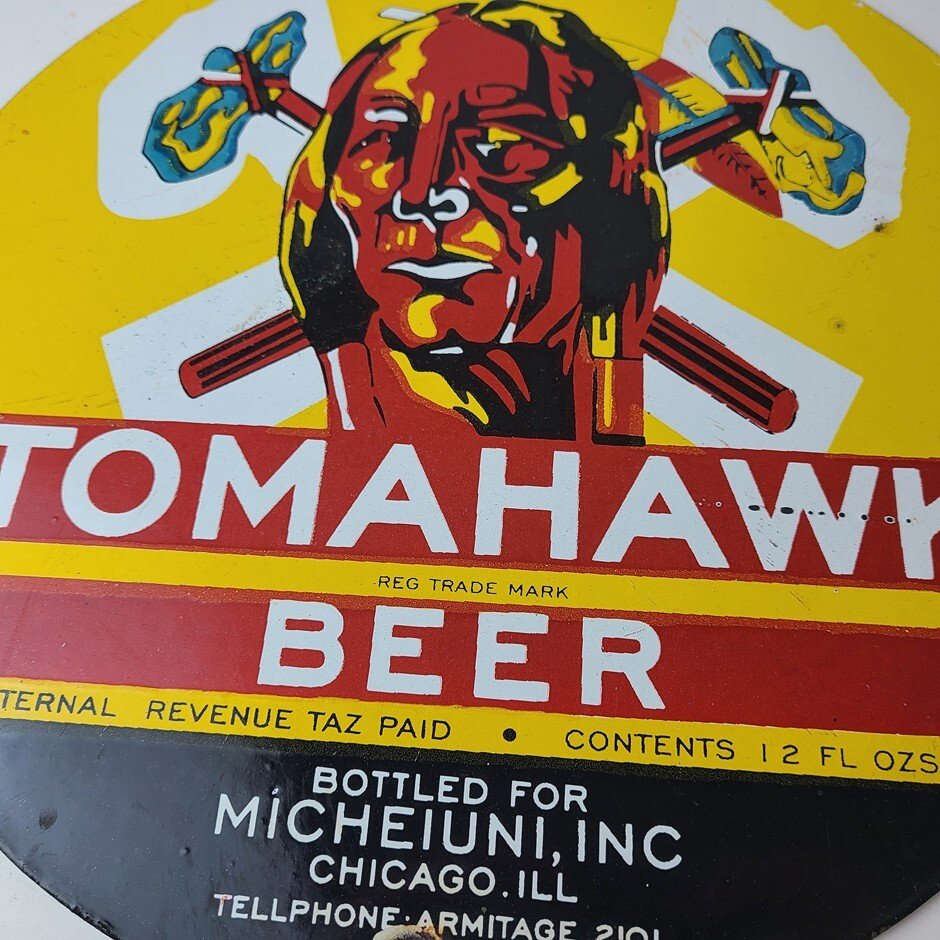 TOMAHAWK
REG TRADE MARK
BEER
TERNAL REVENUE TAZ PAID • CONTENTS 12 FL OZS
BOTTLED FOR
MÍCHEIUNI, INC
CHICAGO.ILL
TELLPHONE: ARMITAGE 2101